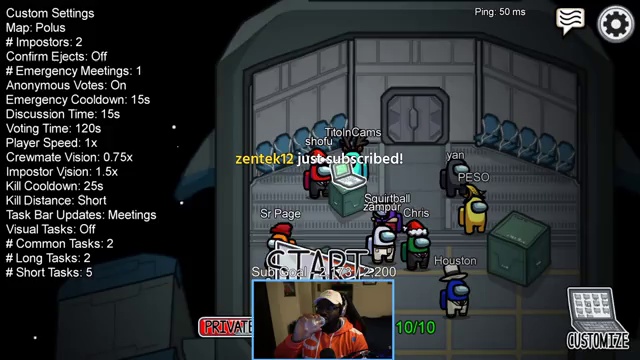 Custom Settings
Map: Polus
# Impostors: 2
Confirm Ejects: Off
# Emergency Meetings: 1
Anonymous Votes: On
Emergency Cooldown: 15s
Discussion Time: 15s
Voting Time: 120s
Player Speed: 1x
Crewmate Vision: 0.75x
Impostor Vision: 1.5x
Kill Cooldown: 25s
Kill Distance: Short
Task Bar Updates: Meetings
Visual Tasks: Off
# Common Tasks: 2
# Long Tasks: 2
# Short Tasks: 5
Ping: 50 ms
TitoInCams
shofu
zentek12 just subscribed!
yan
PESO
Squirtball
zampur
Chris
Sr Page
START
Sub Goal
2,200
Houston
PRIVATE
10/10
CUSTOMIZE